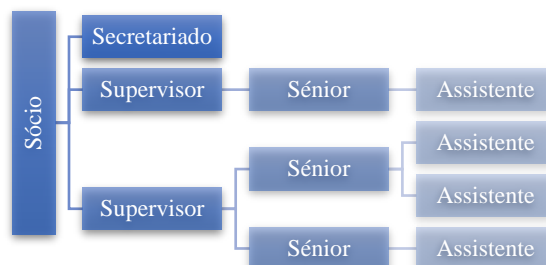 Sócio
Secretariado
Supervisor
Sénior
Assistente
Supervisor
Sénior
Assistente
Assistente
Sénior
Assistente